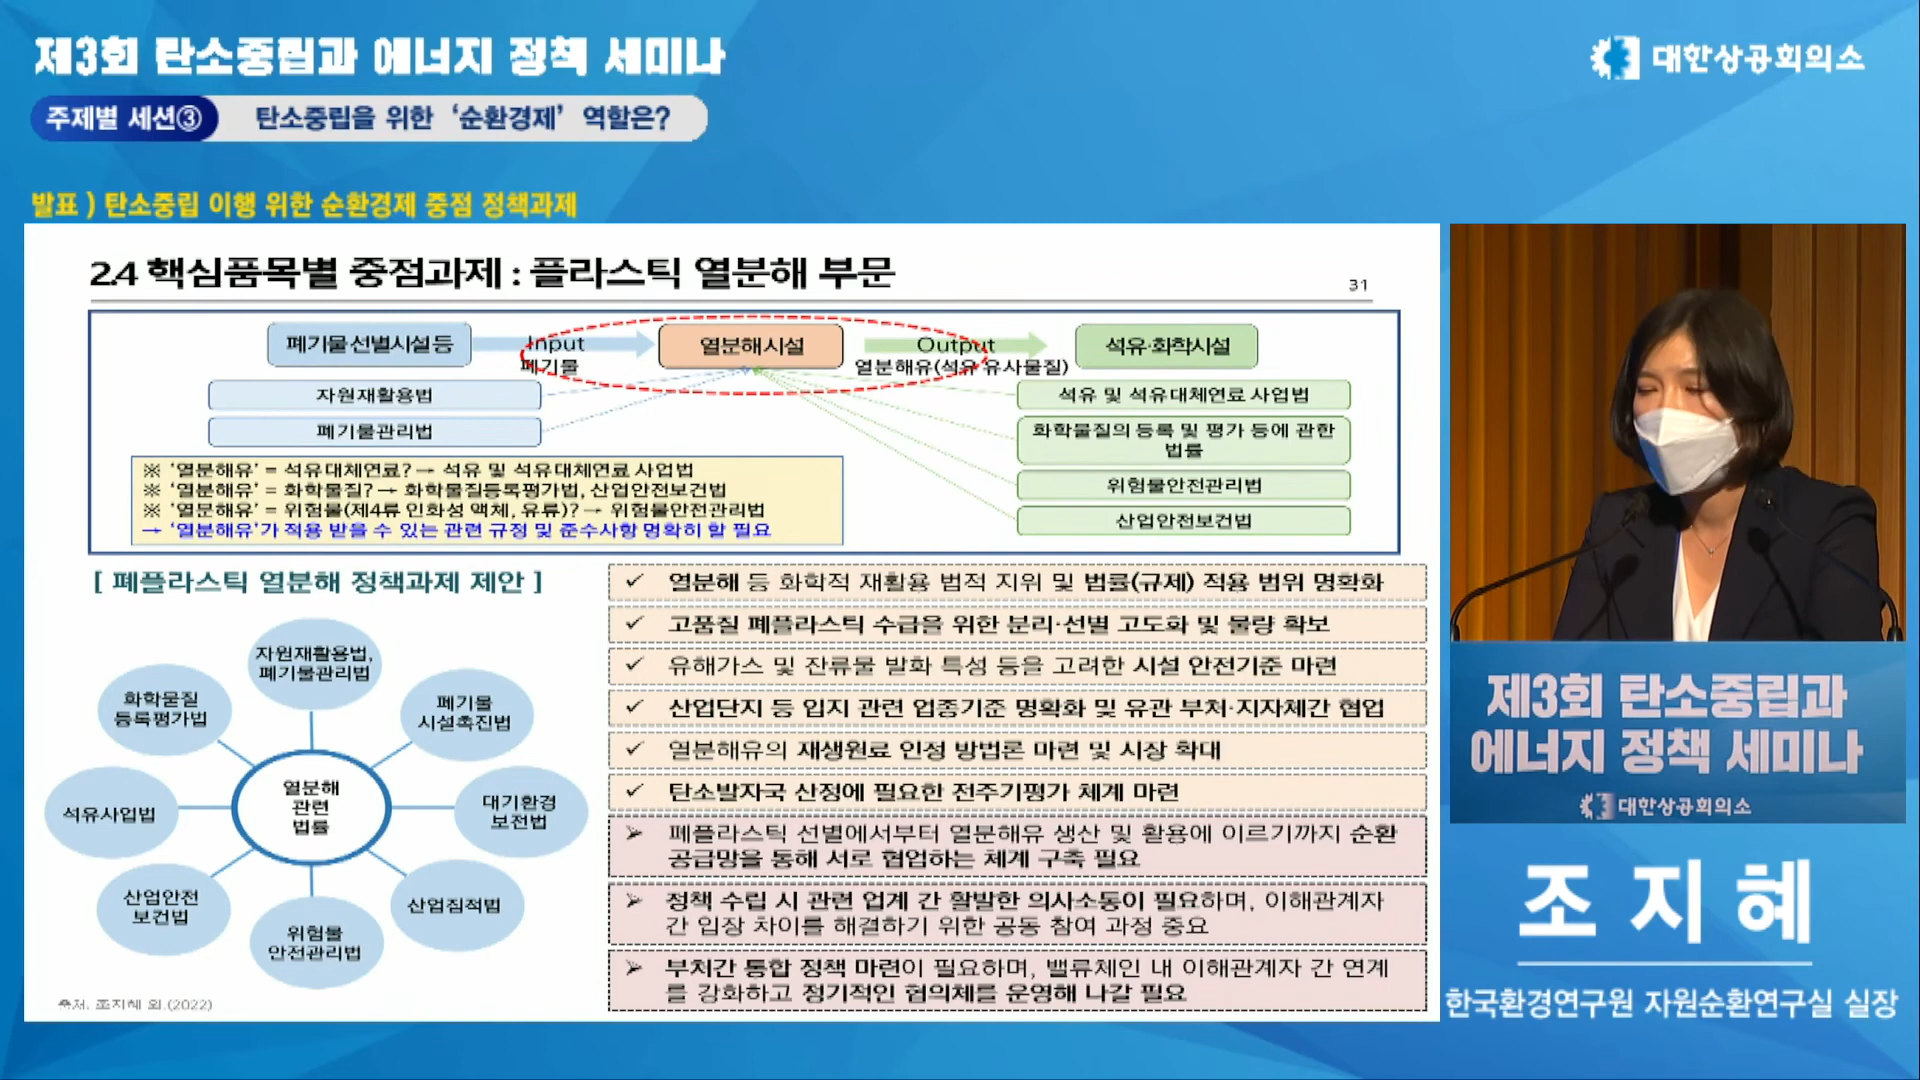 제3회 탄소중립과 에너지 정책 세미나
대한상공회의소
주제별 세션③ 탄소중립을 위한 ‘순환경제’ 역할은?
발표 ) 탄소중립 이행 위한 순환경제 중점 정책과제
2.4 핵심품목별 중점과제 : 플라스틱 열분해 부문
31
폐기물 선별시설 등
Input
폐기물
열분해시설
Output
열분해유(석유 유사물질)
석유·화학시설
자원재활용법
폐기물관리법
석유 및 석유대체연료 사업법
화학물질의 등록 및 평가 등에 관한
법률
위험물안전관리법
산업안전보건법
※ ‘열분해유’ = 석유대체연료? → 석유 및 석유대체연료 사업법
※ ‘열분해유’ = 화학물질? → 화학물질등록평가법, 산업안전보건법
※ ‘열분해유’ = 위험물(제4류 인화성 액체, 유류)? → 위험물안전관리법
→ ‘열분해유’가 적용 받을 수 있는 관련 규정 및 준수사항 명확히 할 필요
[ 폐플라스틱 열분해 정책과제 제안 ]
자원재활용법,
폐기물관리법
화학물질
등록평가법
폐기물
시설촉진법
석유사업법
열분해
관련
법률
대기환경
보전법
산업안전
보건법
산업집적법
위험물
안전관리법
출처. 조지혜 외.(2022)
✓ 열분해 등 화학적 재활용 법적 지위 및 법률(규제) 적용 범위 명확화
✓ 고품질 폐플라스틱 수급을 위한 분리·선별 고도화 및 물량 확보
✓ 유해가스 및 잔류물 발화 특성 등을 고려한 시설 안전기준 마련
✓ 산업단지 등 입지 관련 업종기준 명확화 및 유관 부처·지자체간 협업
✓ 열분해유의 재생원료 인정 방법론 마련 및 시장 확대
✓ 탄소발자국 산정에 필요한 전주기평가 체계 마련
➢ 폐플라스틱 선별에서부터 열분해유 생산 및 활용에 이르기까지 순환
공급망을 통해 서로 협업하는 체계 구축 필요
➢ 정책 수립 시 관련 업계 간 활발한 의사소통이 필요하며, 이해관계자
간 입장 차이를 해결하기 위한 공동 참여 과정 중요
➢ 부처간 통합 정책 마련이 필요하며, 밸류체인 내 이해관계자 간 연계
를 강화하고 정기적인 협의체를 운영해 나갈 필요
제3회 탄소중립과
에너지 정책 세미나
대한상공회의소
조지혜
한국환경연구원 자원순환연구실 실장